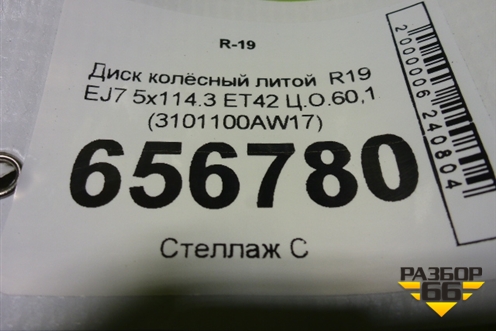 R-19
Диск колёсный литой R19
EJ7 5x114.3 ET42 Ц.О.60,1
(3101100AW17)
656780
Стеллаж С
2000006240804
РАЗБОР
66